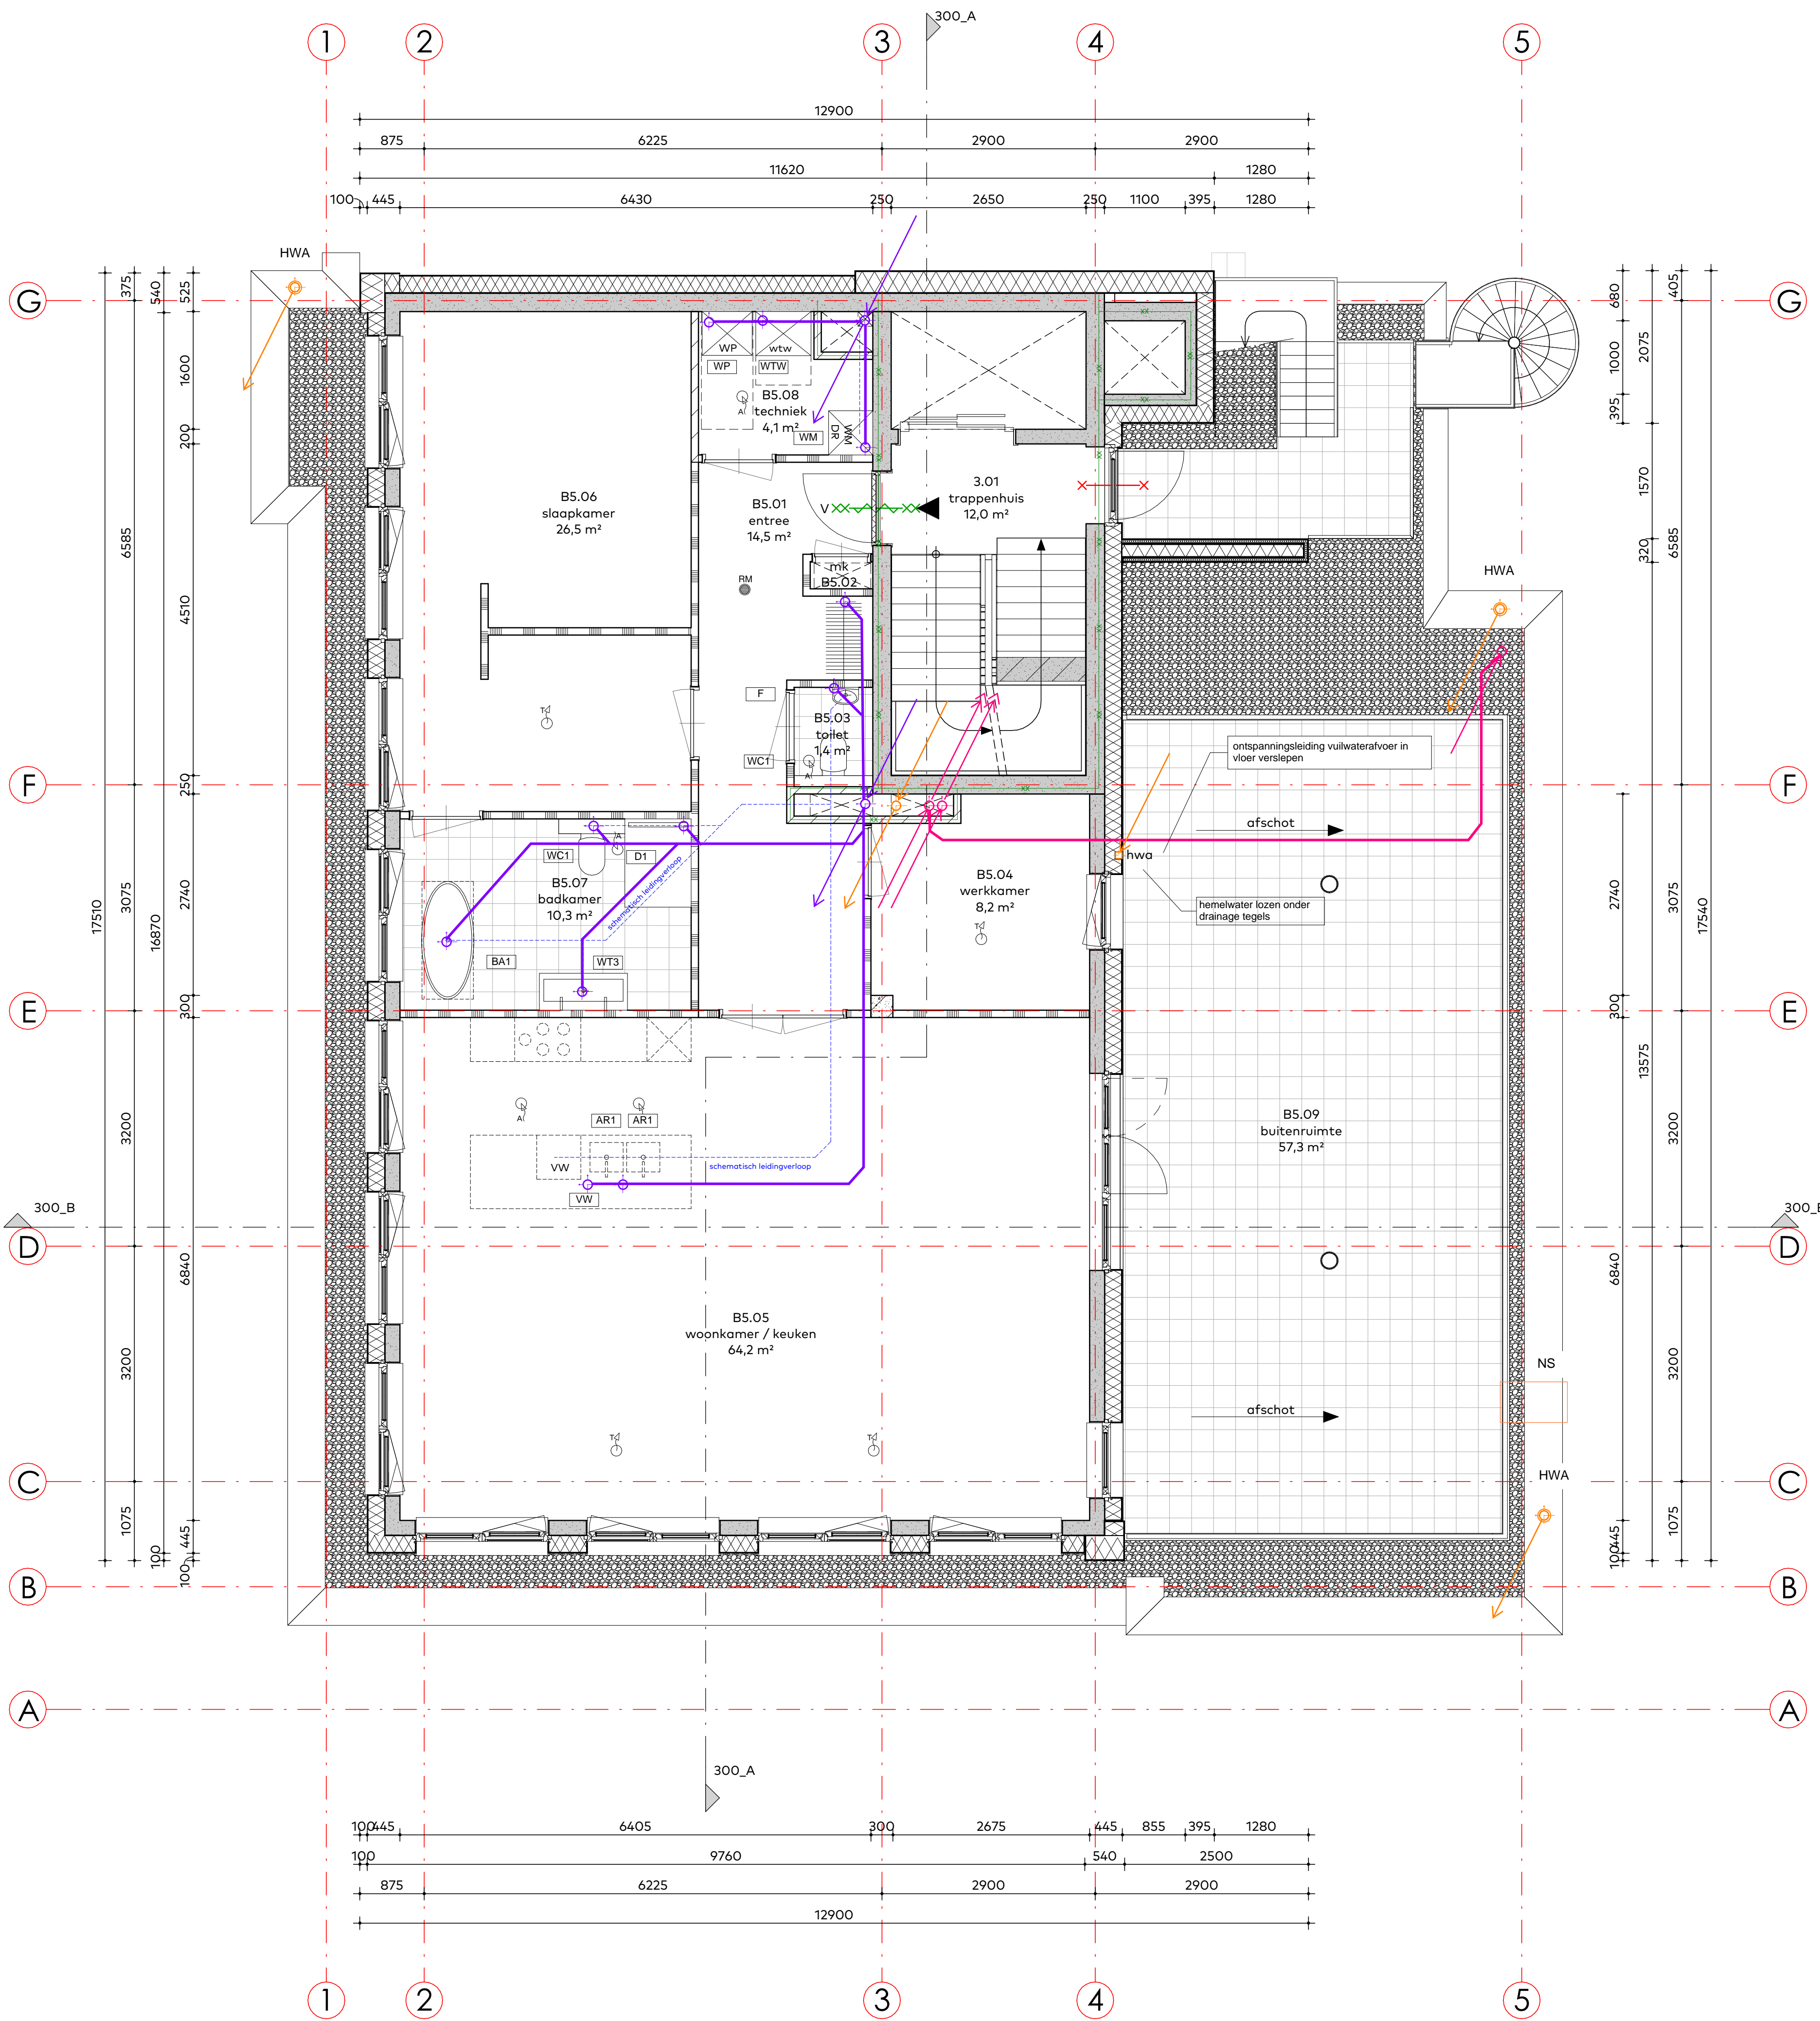 300_A
1 2 3 4 5
12900
875 6225 2900 2900
11620 1280
100 445 6430 250 2650 250 1100 395 1280
HWA
G G
375 540 525
680 405
WP wtw
WP WTW
1000 2075
1600
A
B5.08
techniek
4,1 m²
WM
DR
WM
395
200
B5.06
slaapkamer
26,5 m²
B5.01
entree
14,5 m²
V
3.01
trappenhuis
12,0 m²
1570
6585
320 6585
mk
B5.02
RM
HWA
4510
F
T
B5.03
toilet
1,4 m²
WC1
A
ontspanningsleiding vuilwaterafvoer in
vloer verslepen
F F
250
afschot
hwa
WC1 A D1
B5.07
badkamer
10,3 m²
schematisch leidingverloop
BA1 WT3
B5.04
werkkamer
8,2 m²
T
hemelwater lozen onder
drainage tegels
17510 3075 16870 2740
2740 3075 17540
E E
300 300
13575
A A
AR1 AR1
VW
VW
schematisch leidingverloop
B5.09
buitenruimte
57,3 m²
3200 3200
300_B 300_B
D D
6840 6840
B5.05
woonkamer / keuken
64,2 m²
3200 3200
NS
afschot
T T
C C
HWA
1075 445 100 100
445 100 1075
B B
A A
300_A
100 445 6405 300 2675 445 855 395 1280
100 9760 540 2500
875 6225 2900 2900
12900
1 2 3 4 5